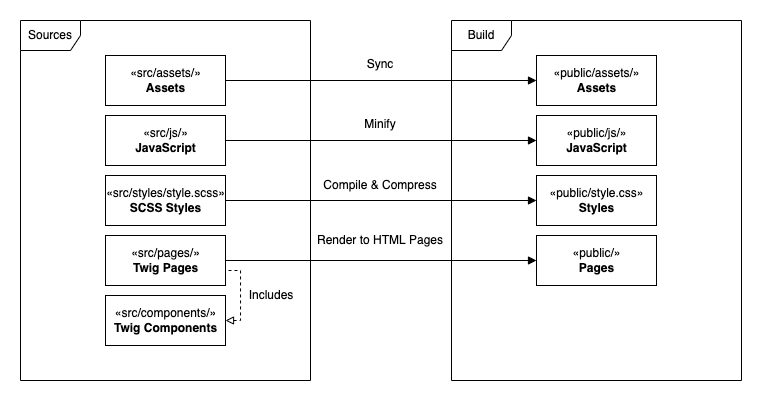 Sources
Build
«src/assets/»
Assets
Sync
«public/assets/»
Assets
«src/js/»
JavaScript
Minify
«public/js/»
JavaScript
«src/styles/style.scss»
SCSS Styles
Compile & Compress
«public/style.css»
Styles
«src/pages/»
Twig Pages
Render to HTML Pages
«public/»
Pages
Includes
«src/components/»
Twig Components